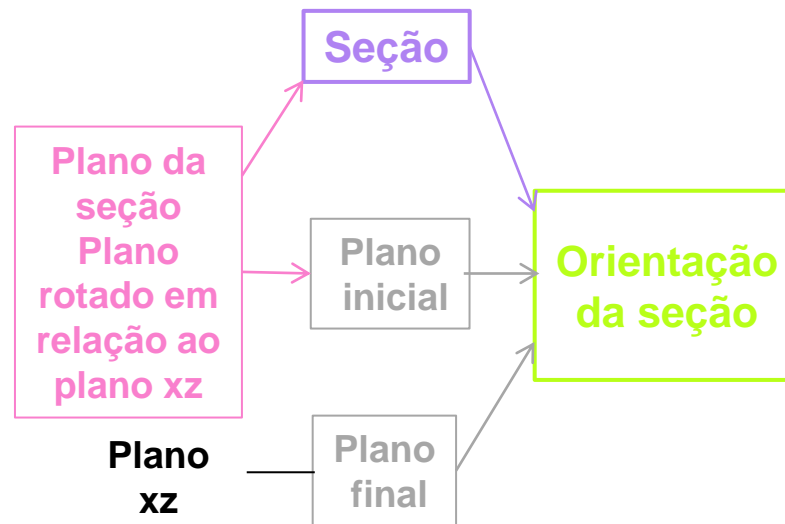 Seção
Plano da
seção
Plano
rotado em
relação ao
plano xz
Plano
inicial
Orientação
da seção
Plano
xz
Plano
final